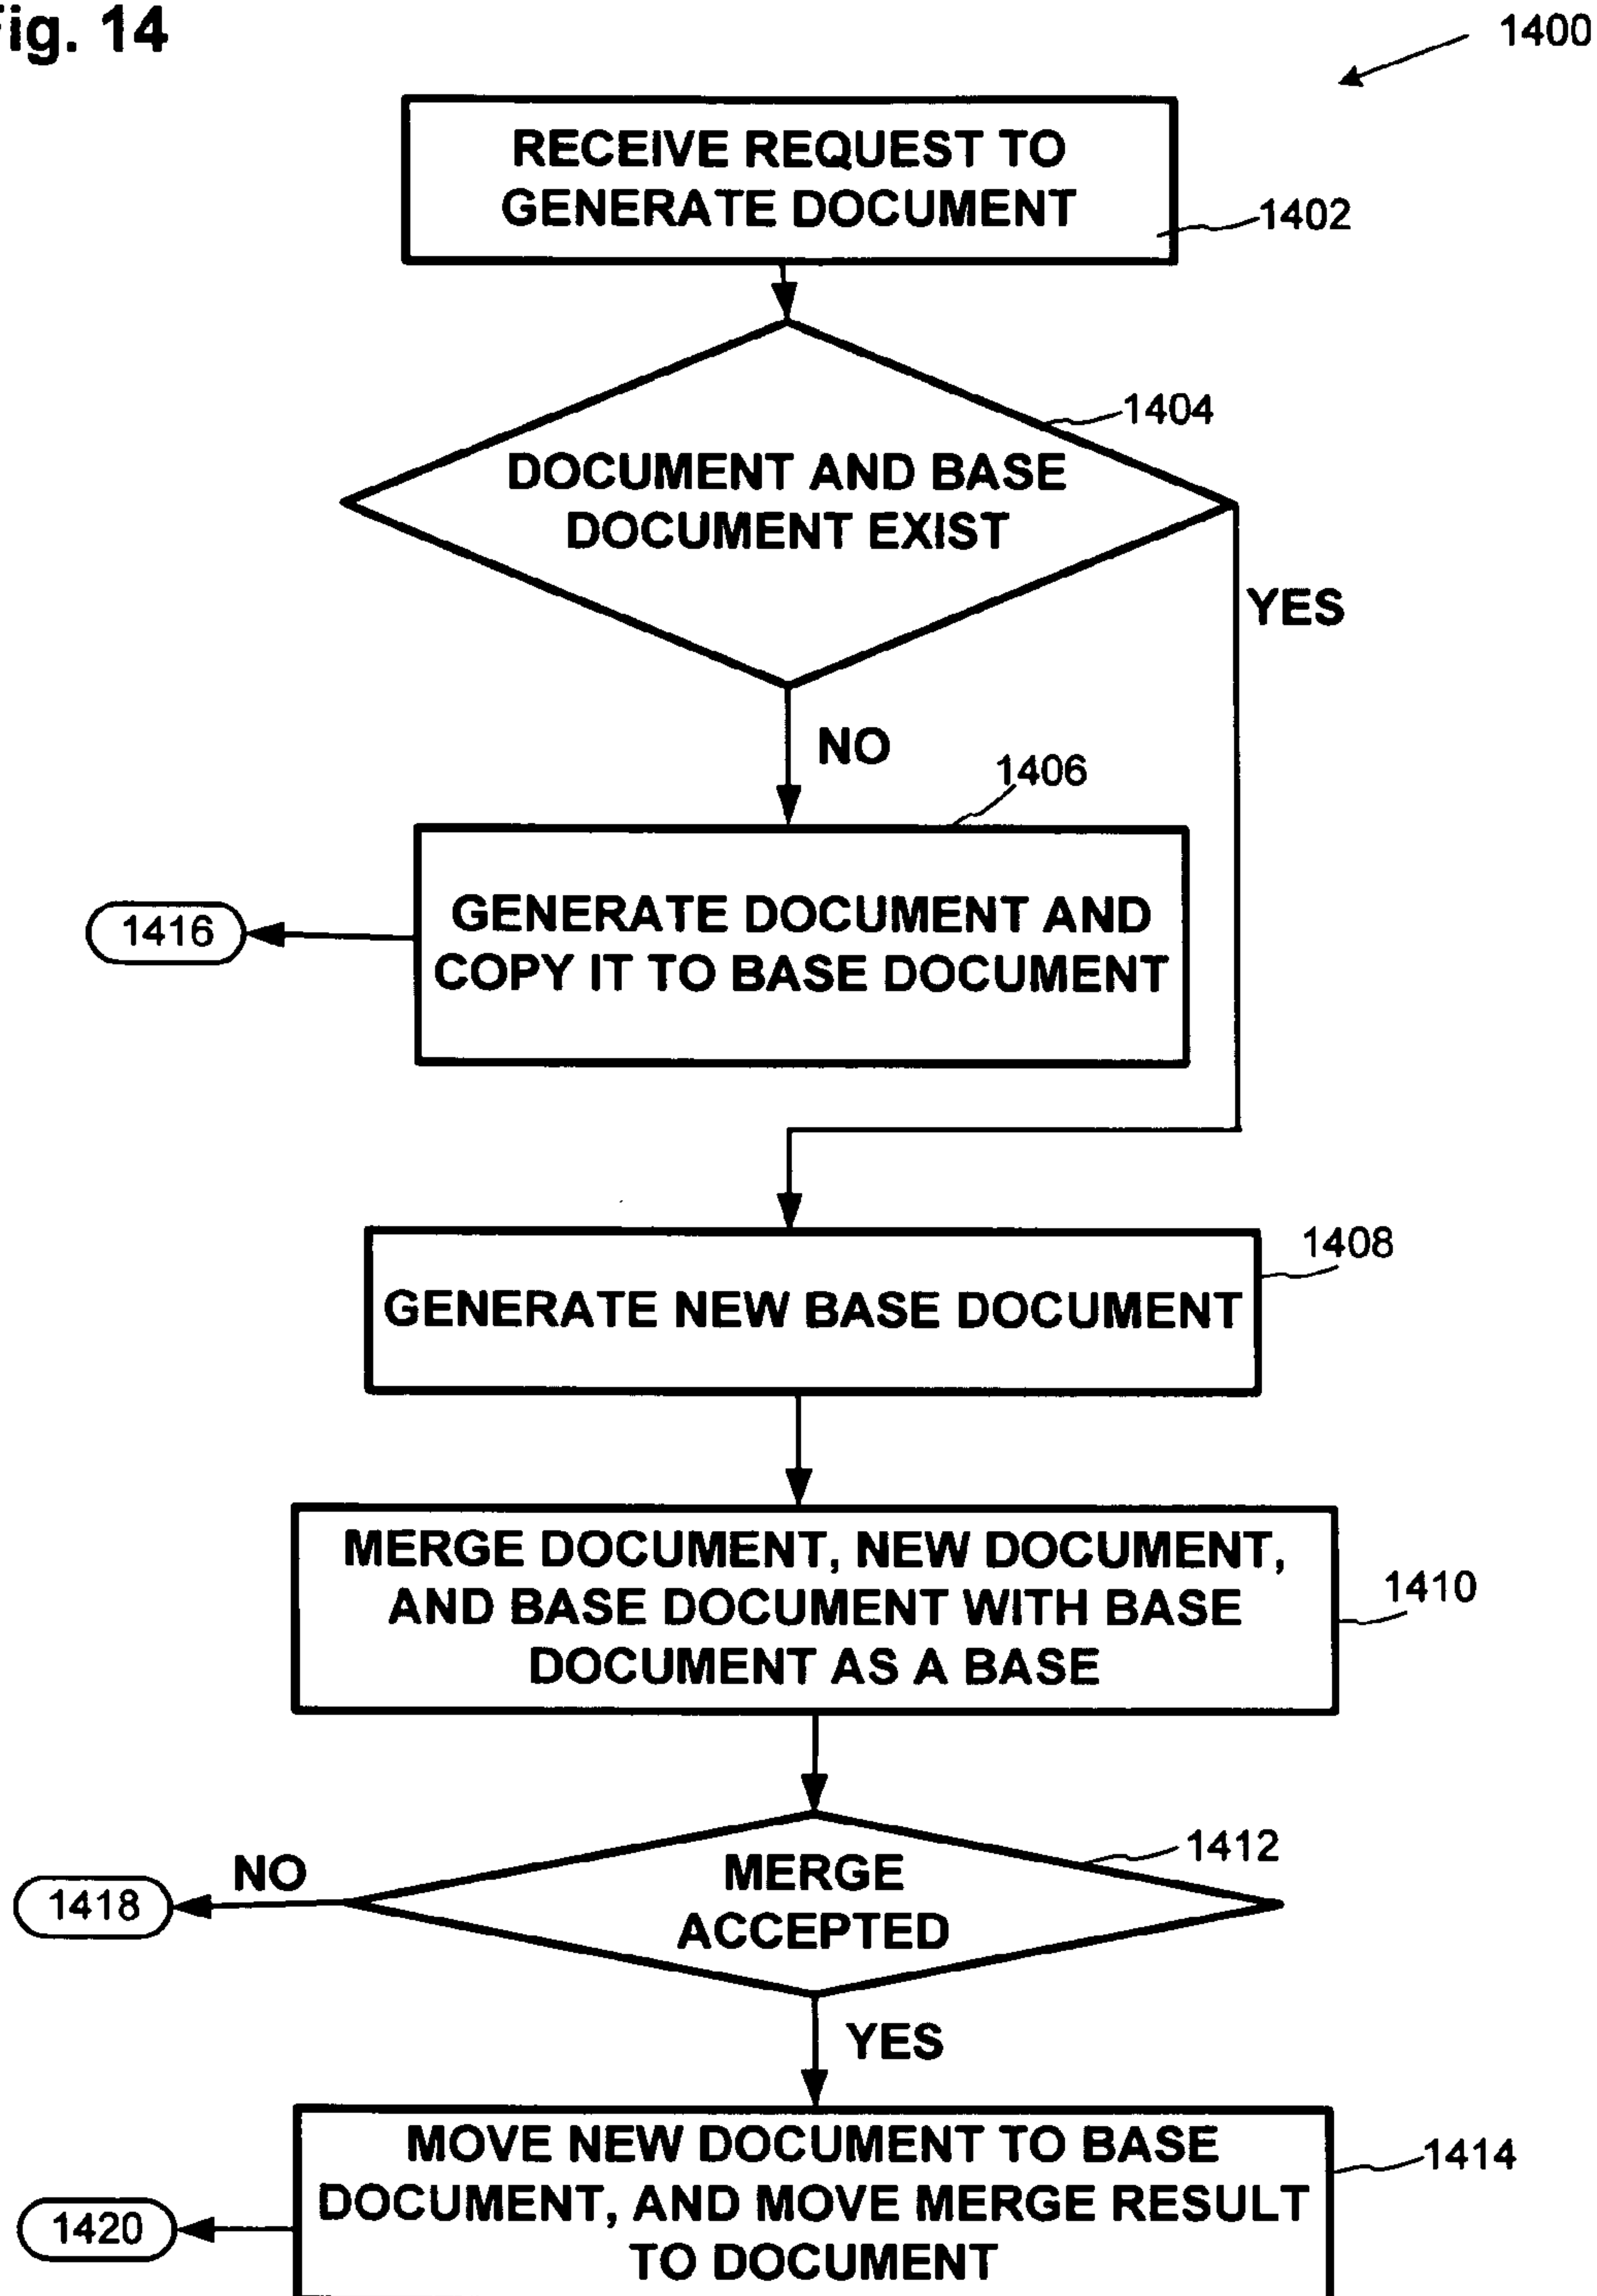 Fig. 14
1400
RECEIVE REQUEST TO
GENERATE DOCUMENT
1402
1404
DOCUMENT AND BASE
DOCUMENT EXIST
YES
NO
1406
GENERATE DOCUMENT AND
COPY IT TO BASE DOCUMENT
1416
1408
GENERATE NEW BASE DOCUMENT
MERGE DOCUMENT, NEW DOCUMENT,
AND BASE DOCUMENT WITH BASE
DOCUMENT AS A BASE
1410
1412
MERGE
ACCEPTED
NO
1418
YES
MOVE NEW DOCUMENT TO BASE
DOCUMENT, AND MOVE MERGE RESULT
TO DOCUMENT
1414
1420